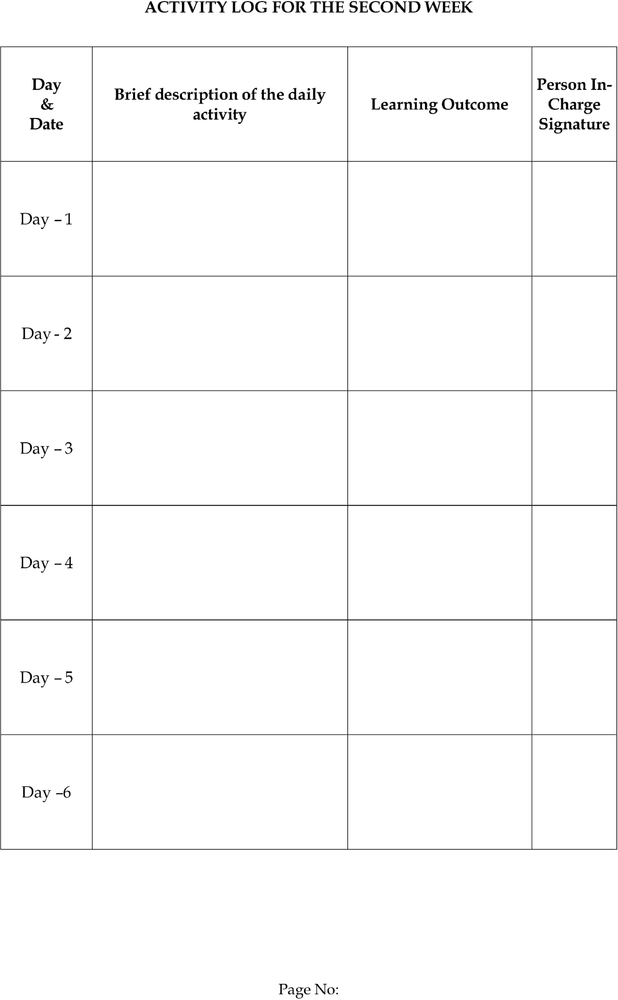 ACTIVITY LOG FOR THE SECOND WEEK
Day
&
Date
Brief description of the daily
activity
Learning Outcome
Person In-
Charge
Signature
Day – 1
Day - 2
Day – 3
Day – 4
Day – 5
Day –6
Page No: